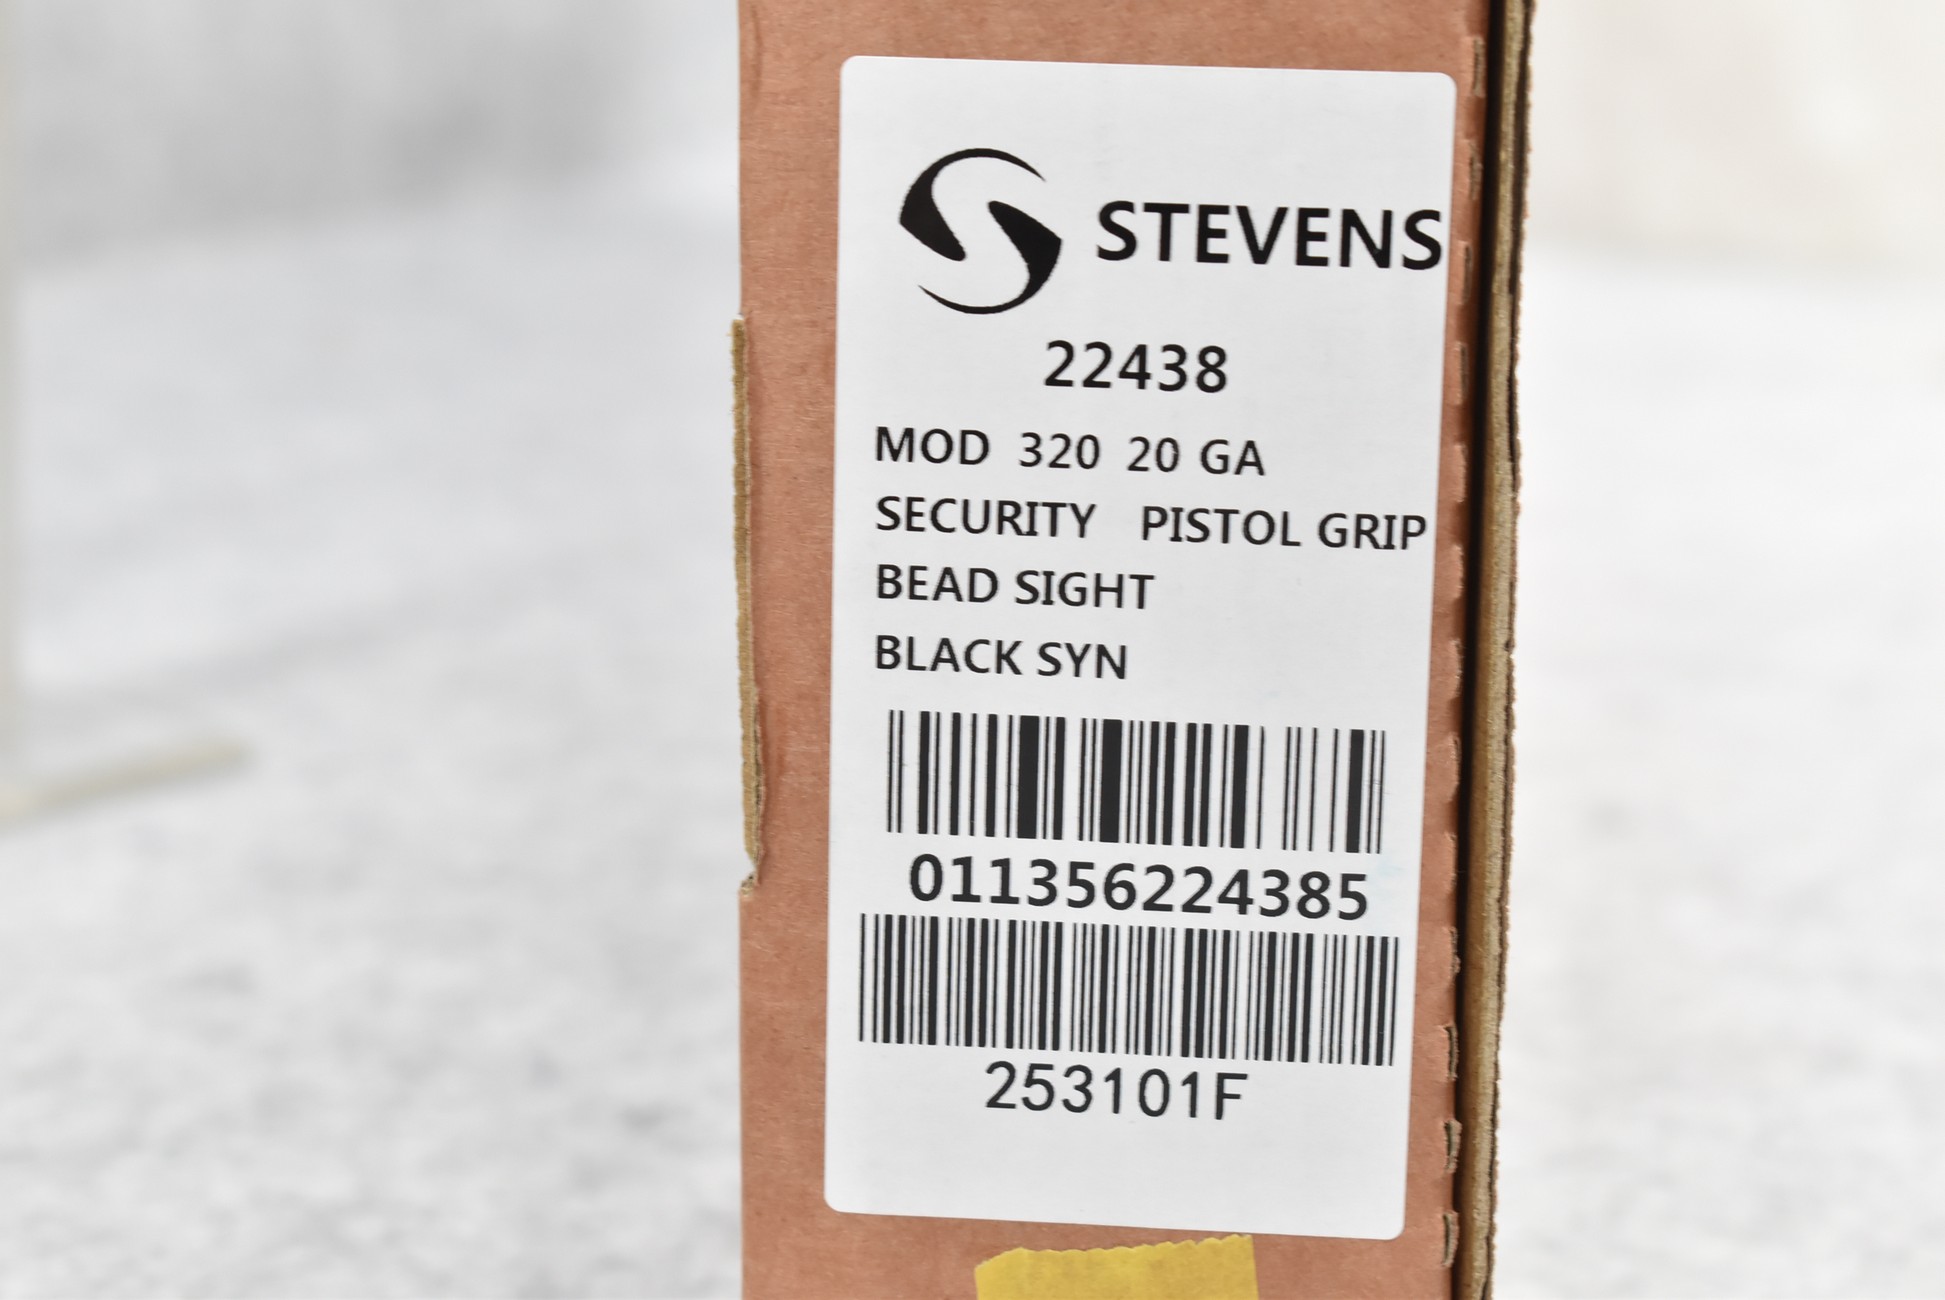 STEVENS
22438
MOD 320 20 GA
SECURITY PISTOL GRIP
BEAD SIGHT
BLACK SYN
011356224385
253101F